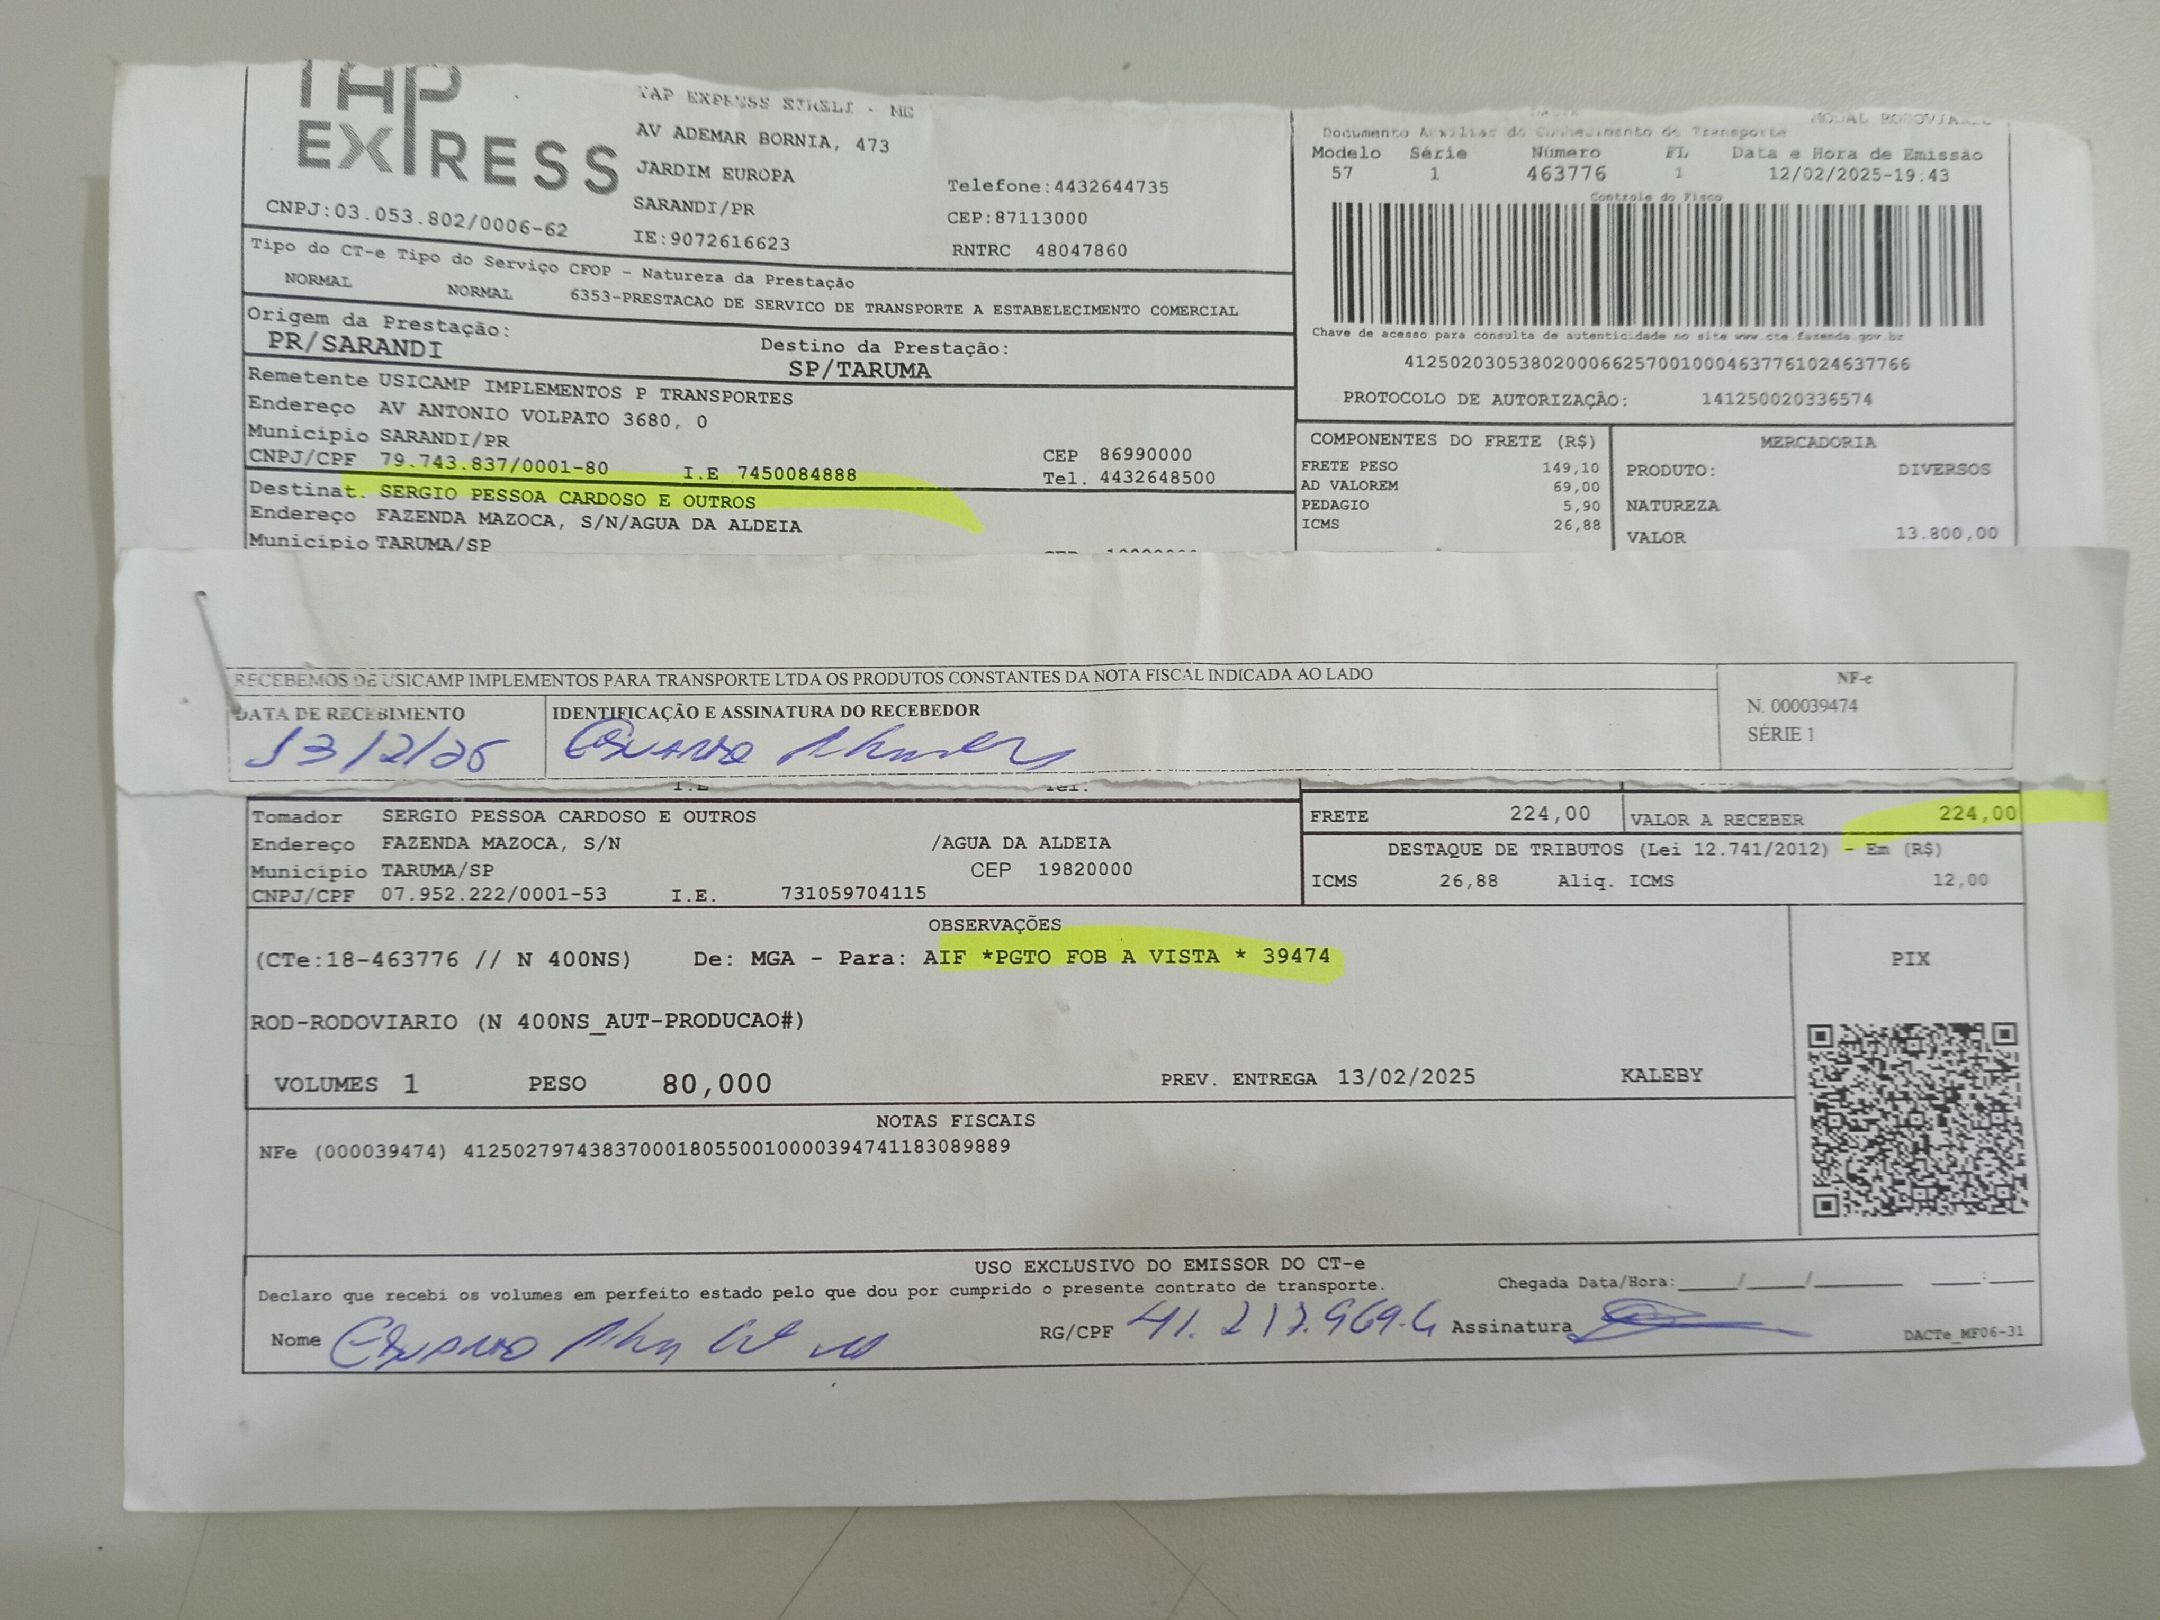 TAP
EXPRESS
CNPJ:03.053.802/0006-62
AV ADEMAR BORNIA, 473
JARDIM EUROPA
SARANDI/PR
IE:9072616623
Telefone:4432644735
CEP:87113000
RNTRC 48047860
Documento Auxiliar do Conhecimento de Transporte
Modelo Série Número FL Data e Hora de Emissão
57 1 463776 1 12/02/2025-19:43
Controle do Fisco
Chave de acesso para consulta de autenticidade no site www.cte.fazenda.gov.br
41250203053802000662570010004637761024637766
PROTOCOLO DE AUTORIZAÇÃO: 141250020336574
Tipo do CT-e Tipo do Serviço CFOP - Natureza da Prestação
NORMAL NORMAL 6353-PRESTACAO DE SERVICO DE TRANSPORTE A ESTABELECIMENTO COMERCIAL
Origem da Prestação: Destino da Prestação:
PR/SARANDI SP/TARUMA
Remetente USICAMP IMPLEMENTOS P TRANSPORTES
Endereço AV ANTONIO VOLPATO 3680, 0
Município SARANDI/PR CEP 86990000
CNPJ/CPF 79.743.837/0001-80 I.E 7450084888 Tel. 4432648500
Destinat. SERGIO PESSOA CARDOSO E OUTROS
Endereço FAZENDA MAZOCA, S/N/AGUA DA ALDEIA
Município TARUMA/SP
COMPONENTES DO FRETE (R$)
FRETE PESO 149,10
AD VALOREM 69,00
PEDAGIO 5,90
ICMS 26,88
MERCADORIA
PRODUTO: DIVERSOS
NATUREZA
VALOR 13.800,00
RECEBEMOS DE USICAMP IMPLEMENTOS PARA TRANSPORTE LTDA OS PRODUTOS CONSTANTES DA NOTA FISCAL INDICADA AO LADO
DATA DE RECEBIMENTO IDENTIFICAÇÃO E ASSINATURA DO RECEBEDOR
13/2/25 Eduardo
NF-e
N. 000039474
SÉRIE 1
Tomador SERGIO PESSOA CARDOSO E OUTROS
Endereço FAZENDA MAZOCA, S/N /AGUA DA ALDEIA
Município TARUMA/SP CEP 19820000
CNPJ/CPF 07.952.222/0001-53 I.E. 731059704115
FRETE 224,00 VALOR A RECEBER 224,00
DESTAQUE DE TRIBUTOS (Lei 12.741/2012) - Em (R$)
ICMS 26,88 Aliq. ICMS 12,00
OBSERVAÇÕES
(CTe:18-463776 // N 400NS) De: MGA - Para: AIF *PGTO FOB A VISTA * 39474
ROD-RODOVIARIO (N 400NS_AUT-PRODUCAO#)
VOLUMES 1 PESO 80,000 PREV. ENTREGA 13/02/2025 KALEBY
PIX
NOTAS FISCAIS
NFe (000039474) 41250279743837000180550010000394741183089889
USO EXCLUSIVO DO EMISSOR DO CT-e
Declaro que recebi os volumes em perfeito estado pelo que dou por cumprido o presente contrato de transporte. Chegada Data/Hora:____/____/______ ____:____
Nome Eduardo RG/CPF 41.217.969.6 Assinatura
DACTe_MF06-31